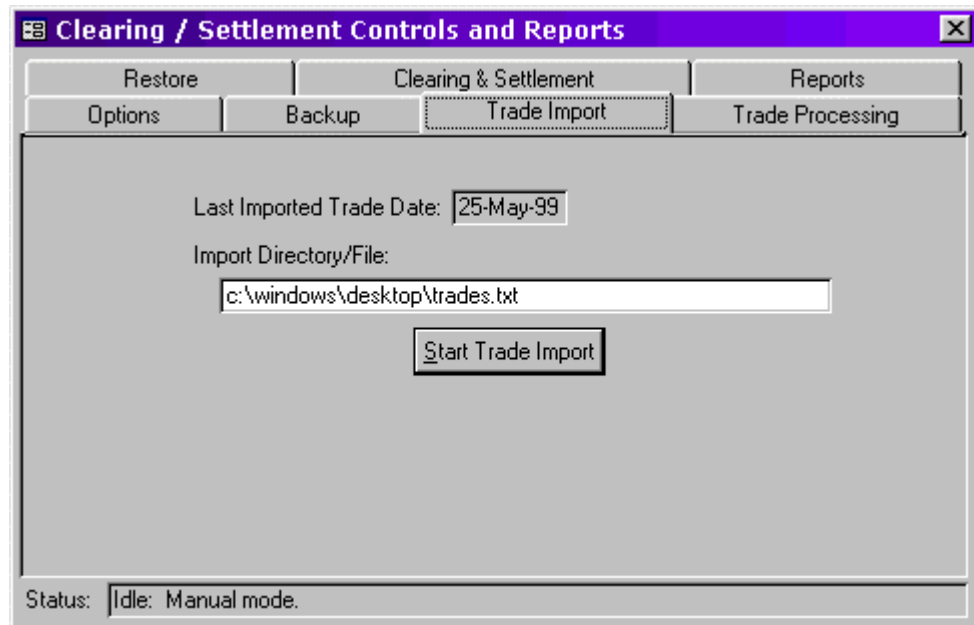 Clearing / Settlement Controls and Reports
Restore Clearing & Settlement Reports
Options Backup Trade Import Trade Processing
Last Imported Trade Date: 25-May-99
Import Directory/File:
c:\windows\desktop\trades.txt
Start Trade Import
Status: Idle: Manual mode.